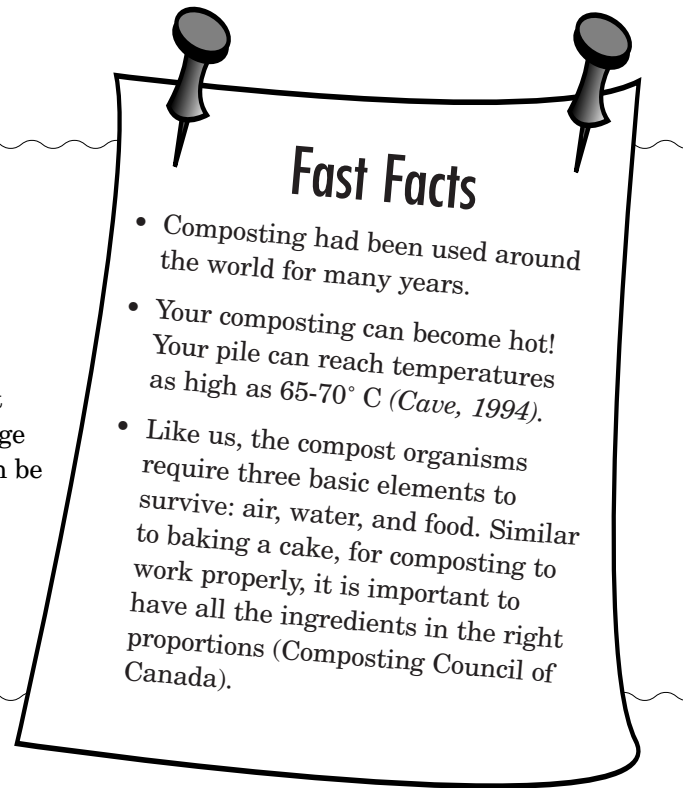 Fast Facts
• Composting had been used around
the world for many years.
• Your composting can become hot!
Your pile can reach temperatures
as high as 65-70° C (Cave, 1994).
• Like us, the compost organisms
require three basic elements to
survive: air, water, and food. Similar
to baking a cake, for composting to
work properly, it is important to
have all the ingredients in the right
proportions (Composting Council of
Canada).
ge
n be